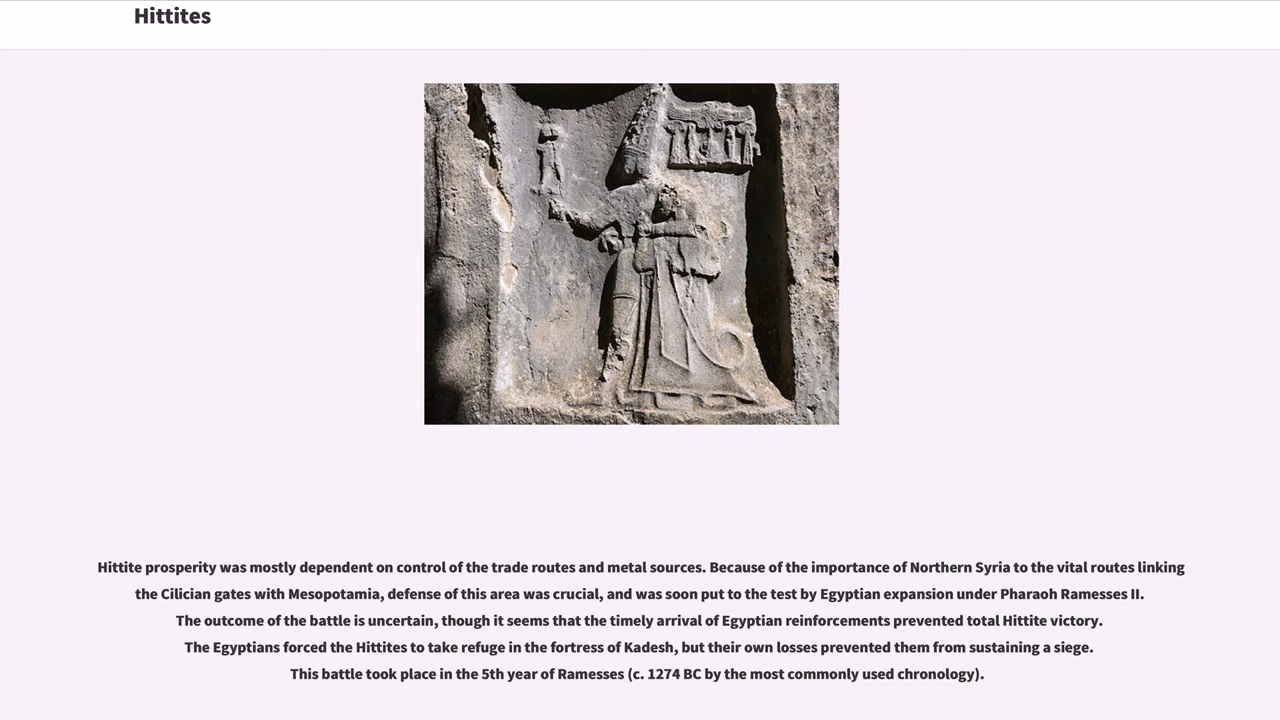 Hittites
Hittite prosperity was mostly dependent on control of the trade routes and metal sources. Because of the importance of Northern Syria to the vital routes linking
the Cilician gates with Mesopotamia, defense of this area was crucial, and was soon put to the test by Egyptian expansion under Pharaoh Ramesses II.
The outcome of the battle is uncertain, though it seems that the timely arrival of Egyptian reinforcements prevented total Hittite victory.
The Egyptians forced the Hittites to take refuge in the fortress of Kadesh, but their own losses prevented them from sustaining a siege.
This battle took place in the 5th year of Ramesses (c. 1274 BC by the most commonly used chronology).